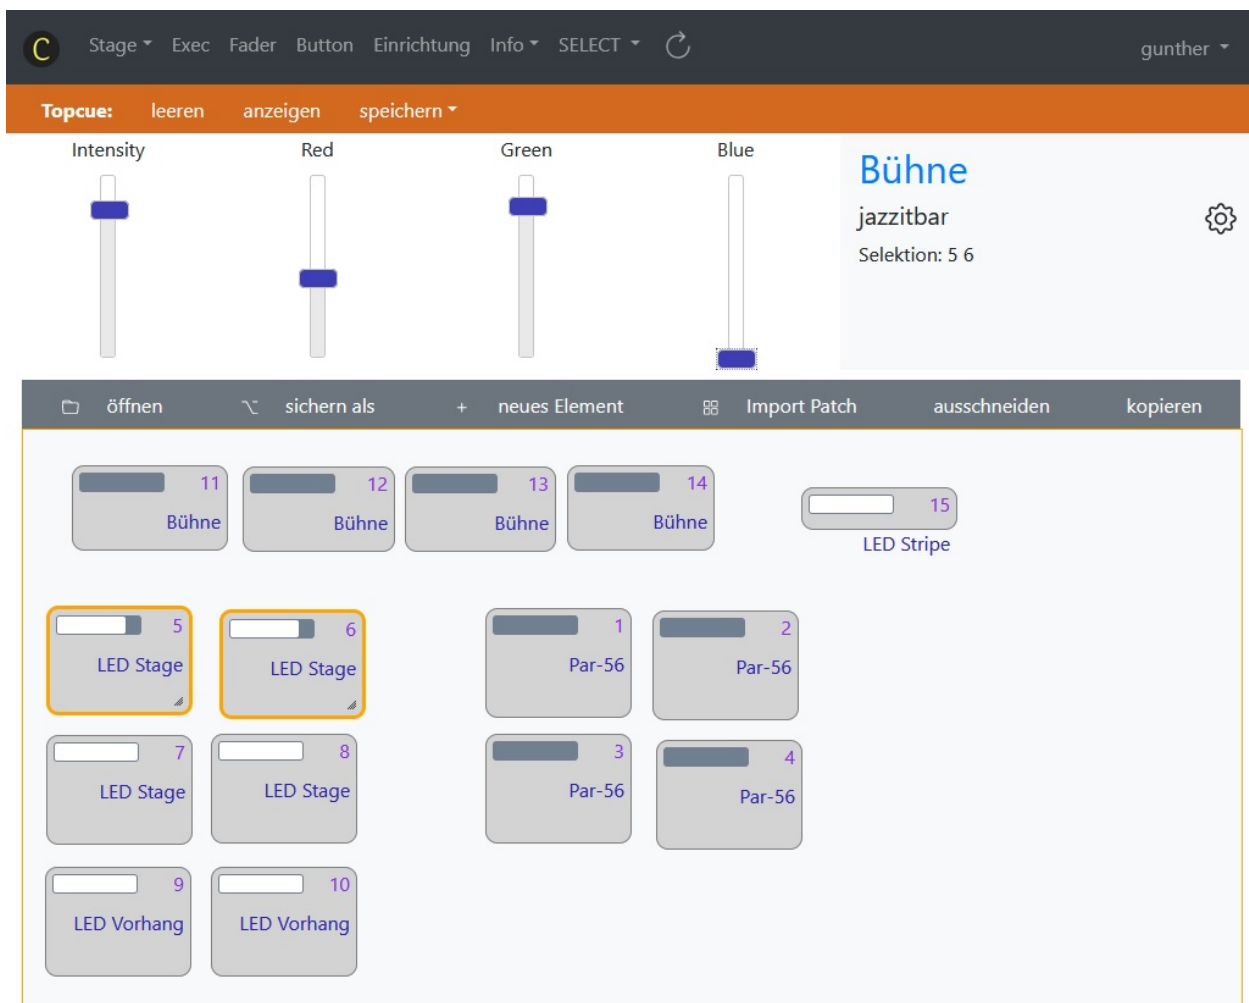 C Stage Exec Fader Button Einrichtung Info SELECT gunther
Topcue: leeren anzeigen speichern
Intensity Red Green Blue
Bühne
jazzitbar
Selektion: 5 6
öffnen sichern als + neues Element Import Patch ausschneiden kopieren
11 12 13 14 15
Bühne Bühne Bühne Bühne
LED Stripe
5 6 1 2
LED Stage LED Stage Par-56 Par-56
7 8 3 4
LED Stage LED Stage Par-56 Par-56
9 10
LED Vorhang LED Vorhang